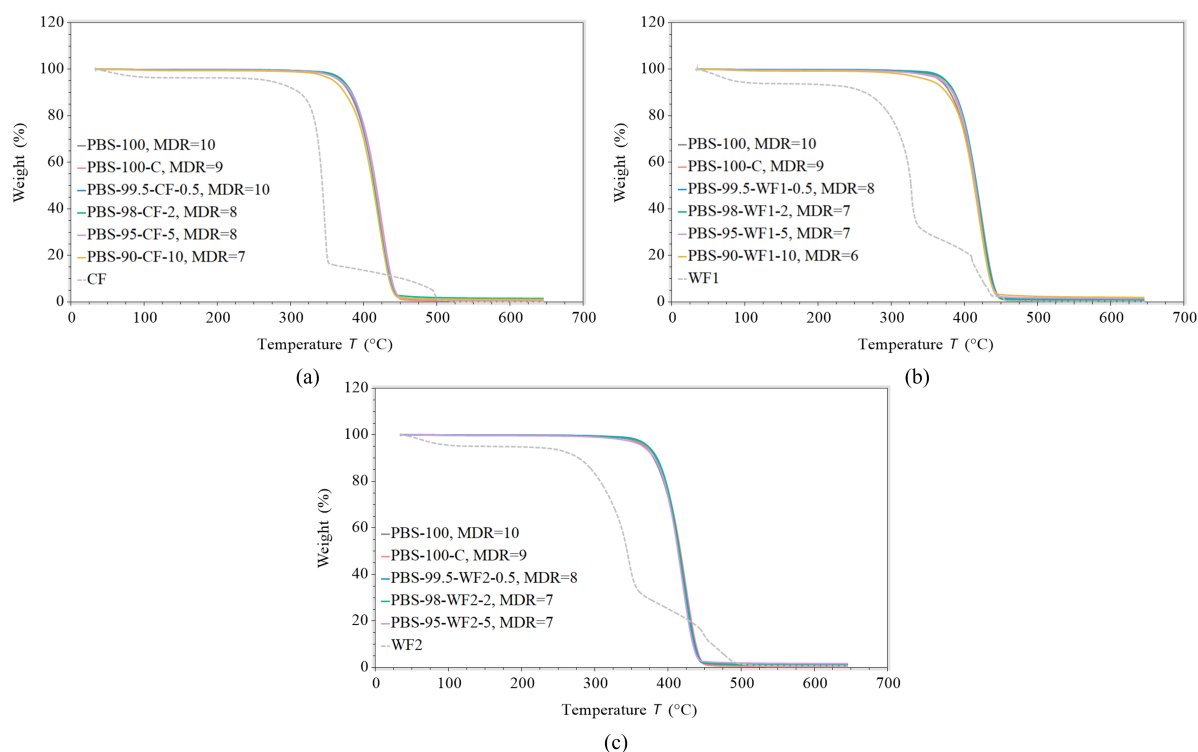 120
100
80
60
40
20
0
Weight (%)
PBS-100, MDR=10
PBS-100-C, MDR=9
PBS-99.5-CF-0.5, MDR=10
PBS-98-CF-2, MDR=8
PBS-95-CF-5, MDR=8
PBS-90-CF-10, MDR=7
CF
0 100 200 300 400 500 600 700
Temperature T (°C)
(a)
120
100
80
60
40
20
0
Weight (%)
PBS-100, MDR=10
PBS-100-C, MDR=9
PBS-99.5-WF1-0.5, MDR=8
PBS-98-WF1-2, MDR=7
PBS-95-WF1-5, MDR=7
PBS-90-WF1-10, MDR=6
WF1
0 100 200 300 400 500 600 700
Temperature T (°C)
(b)
120
100
80
60
40
20
0
Weight (%)
PBS-100, MDR=10
PBS-100-C, MDR=9
PBS-99.5-WF2-0.5, MDR=8
PBS-98-WF2-2, MDR=7
PBS-95-WF2-5, MDR=7
WF2
0 100 200 300 400 500 600 700
Temperature T (°C)
(c)